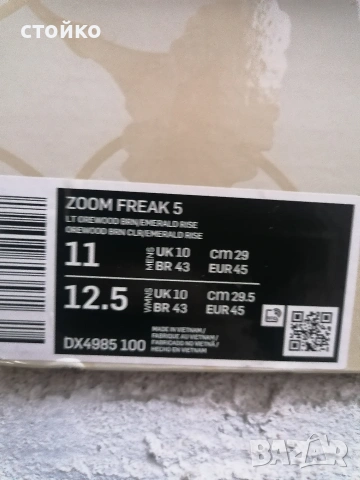 стойко
ZOOM FREAK 5
LT OREWOOD BRN/EMERALD RISE
OREWOOD BRN CLR/EMERALD RISE
11 MENS UK 10 CM 29
BR 43 EUR 45
12.5 WMNS UK 10 CM 29.5
BR 43 EUR 45
MADE IN VIETNAM/
FABRIQUE AU VIETNAM/
FABRICADO NO VIETNÃ/
HECHO EN VIETNAM
DX4985 100
BAZAR